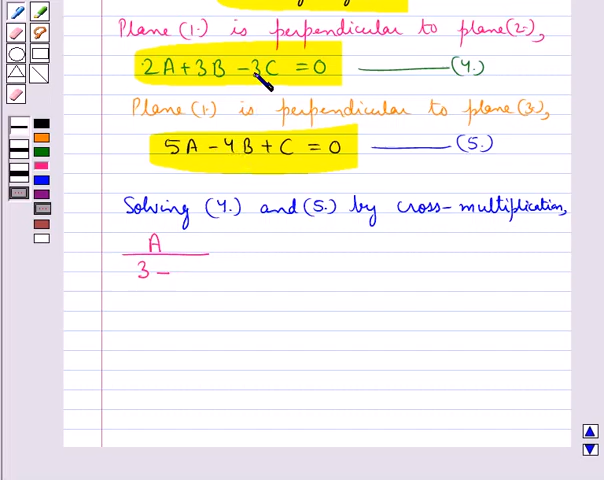 Plane (1.) is perpendicular to plane (2.),
2A + 3B - 3C = 0 (4.)
Plane (1.) is perpendicular to plane (3.),
5A - 4B + C = 0 (5.)
Solving (4.) and (5.) by cross-multiplication,
A
3 -